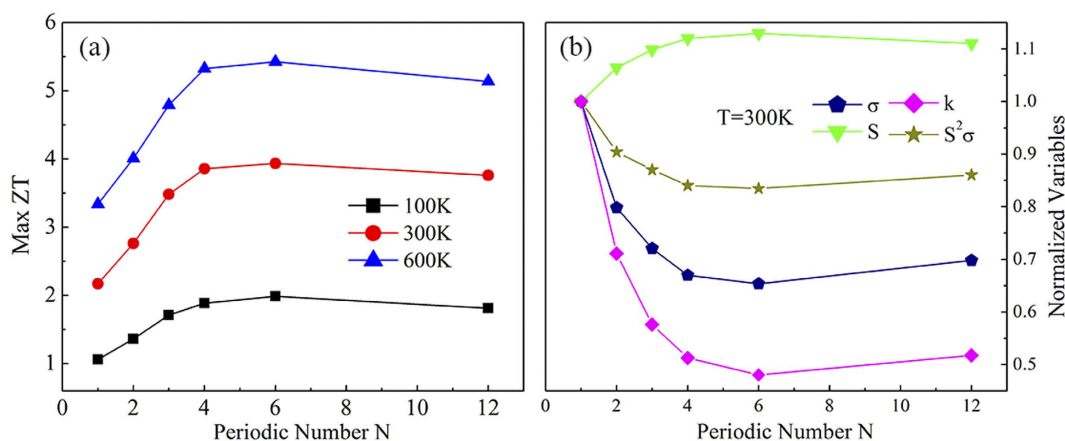 (a)
Max ZT
6
5
4
3
2
1
100K
300K
600K
0 2 4 6 8 10 12
Periodic Number N
(b)
T=300K
σ k
S S²σ
1.1
1.0
0.9
0.8
0.7
0.6
0.5
Normalized Variables
0 2 4 6 8 10 12
Periodic Number N